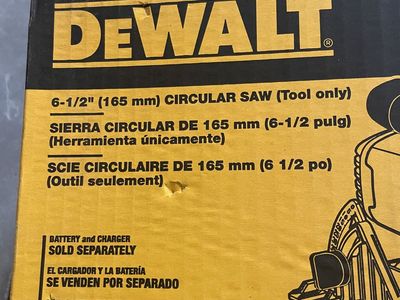 DEWALT®
6-1/2" (165 mm) CIRCULAR SAW (Tool only)
SIERRA CIRCULAR DE 165 mm (6-1/2 pulg)
(Herramienta únicamente)
SCIE CIRCULAIRE DE 165 mm (6 1/2 po)
(Outil seulement)
BATTERY and CHARGER
SOLD SEPARATELY
EL CARGADOR Y LA BATERÍA
SE VENDEN POR SEPARADO